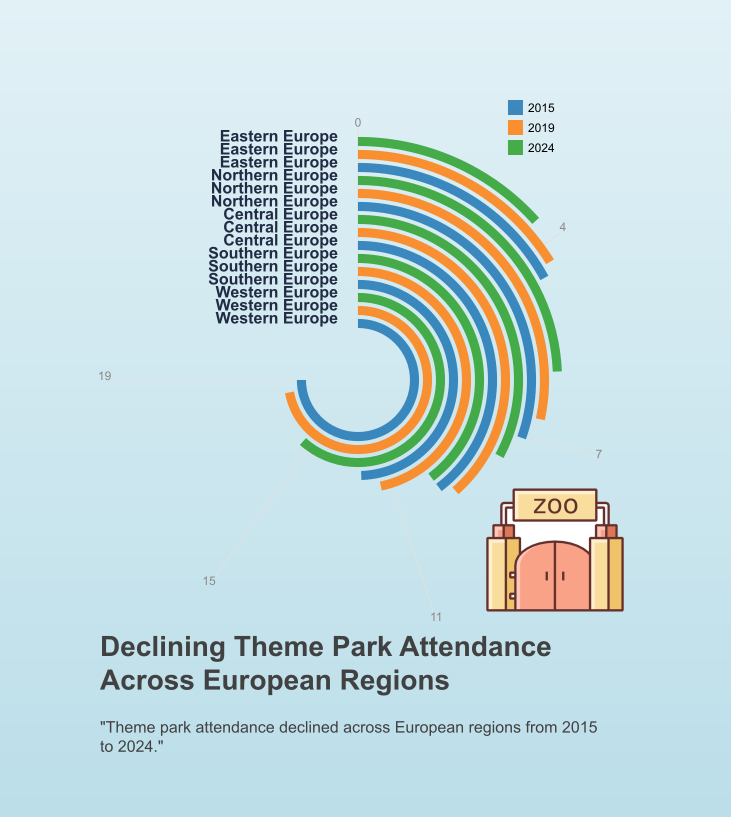 2015
0
2019
Eastern Europe
Eastern Europe
2024
Eastern Europe
Northern Europe
Northern Europe
Northern Europe
Central Europe
Central Europe
4
Central Europe
Southern Europe
Southern Europe
Southern Europe
Western Europe
Western Europe
Western Europe
19
7
ZOO
15
11
Declining Theme Park Attendance
Across European Regions
"Theme park attendance declined across European regions from 2015
to 2024."